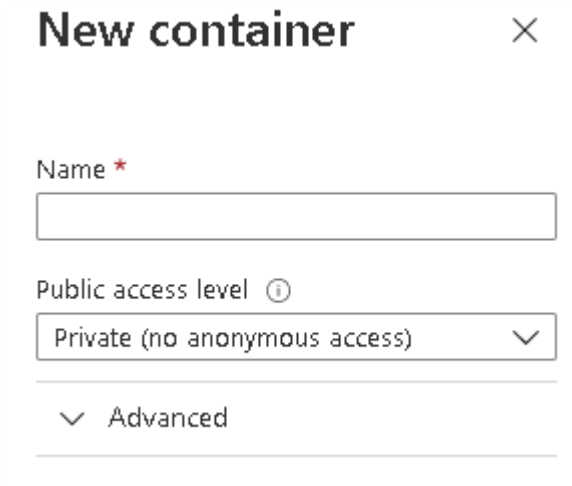 New container
Name *
Public access level
Private (no anonymous access)
Advanced